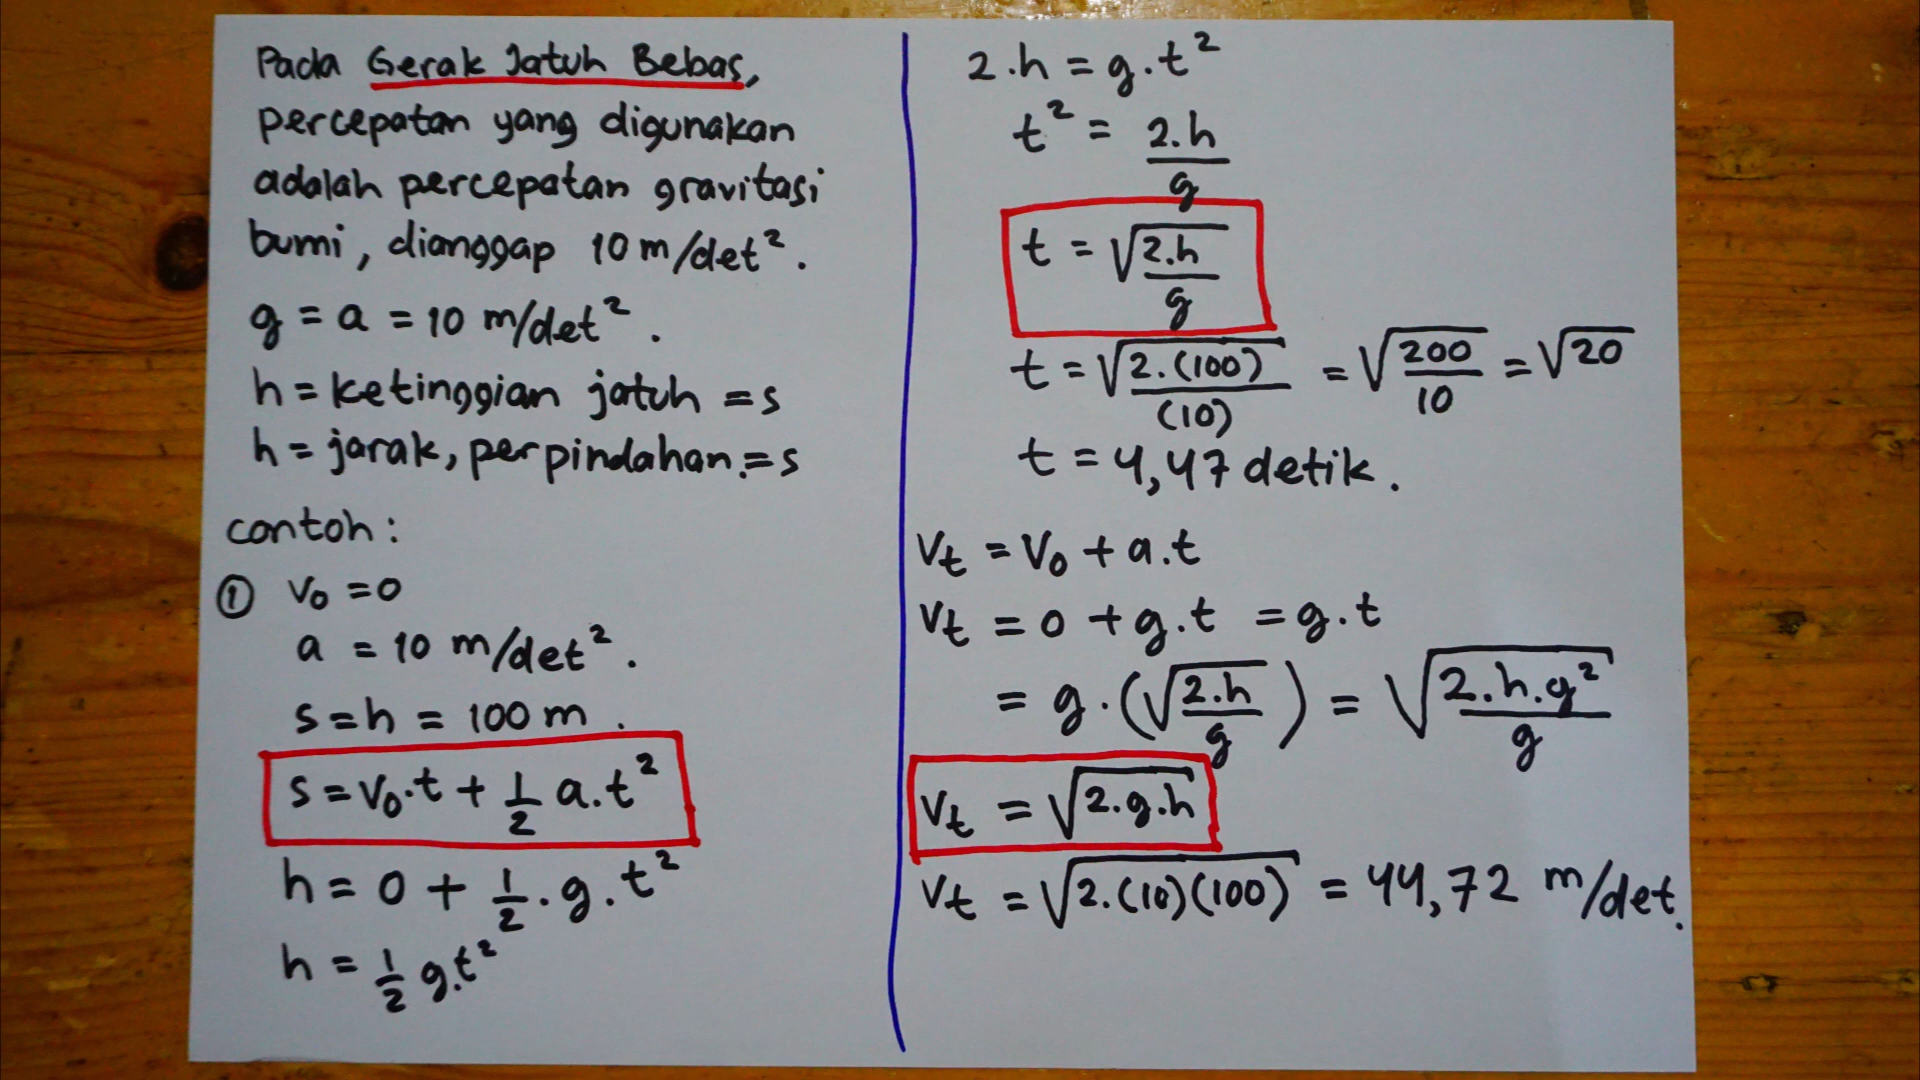 Pada Gerak Jatuh Bebas,
percepatan yang digunakan
adalah percepatan gravitasi
bumi, dianggap 10 m/det².
g = a = 10 m/det².
h = ketinggian jatuh = s
h = jarak, perpindahan. = s
contoh:
① v₀ = 0
a = 10 m/det².
s = h = 100 m.
s = v₀.t + 1/2 a.t²
h = 0 + 1/2 . g . t²
h = 1/2 g.t²
2.h = g.t²
t² = 2.h/g
t = √(2.h/g)
t = √(2.(100)/(10)) = √(200/10) = √20
t = 4,47 detik.
Vt = V₀ + a.t
Vt = 0 + g.t = g.t
= g.(√(2.h/g)) = √(2.h.g²/g)
Vt = √(2.g.h)
Vt = √(2.(10)(100)) = 44,72 m/det.